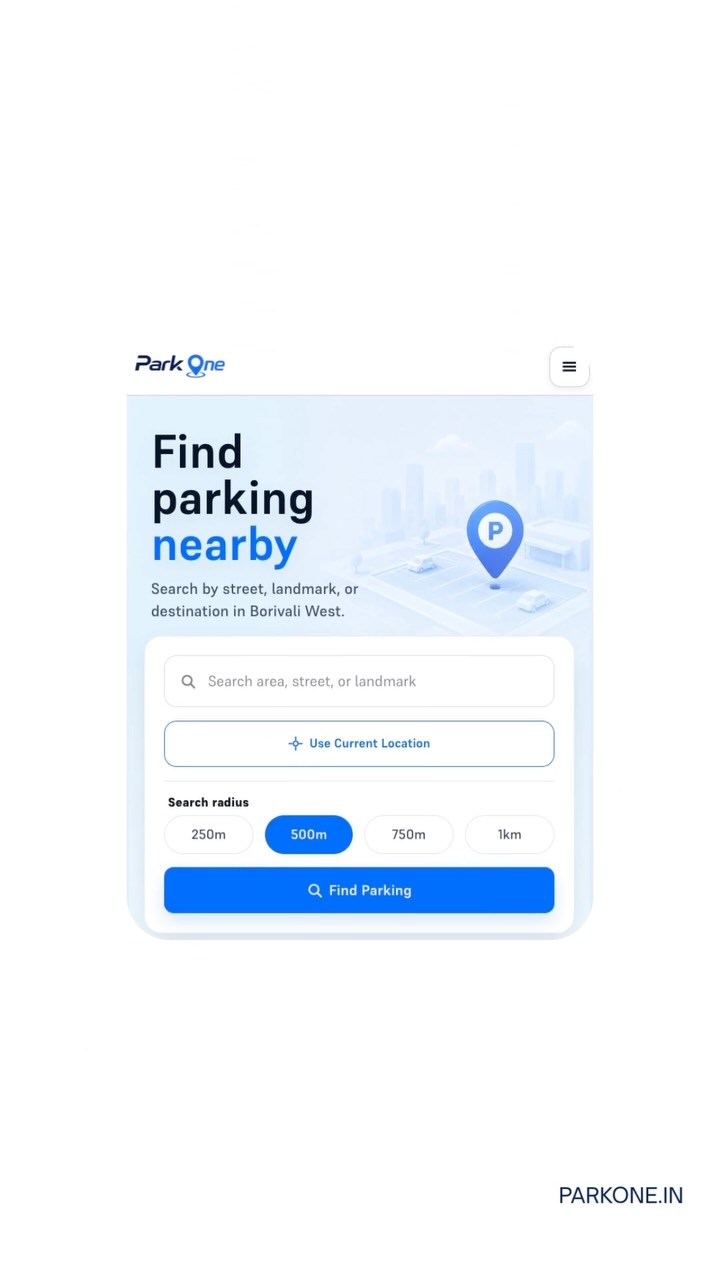 Park One
Find
parking
nearby
P
Search by street, landmark, or
destination in Borivali West.
Search area, street, or landmark
Use Current Location
Search radius
250m 500m 750m 1km
Find Parking
PARKONE.IN